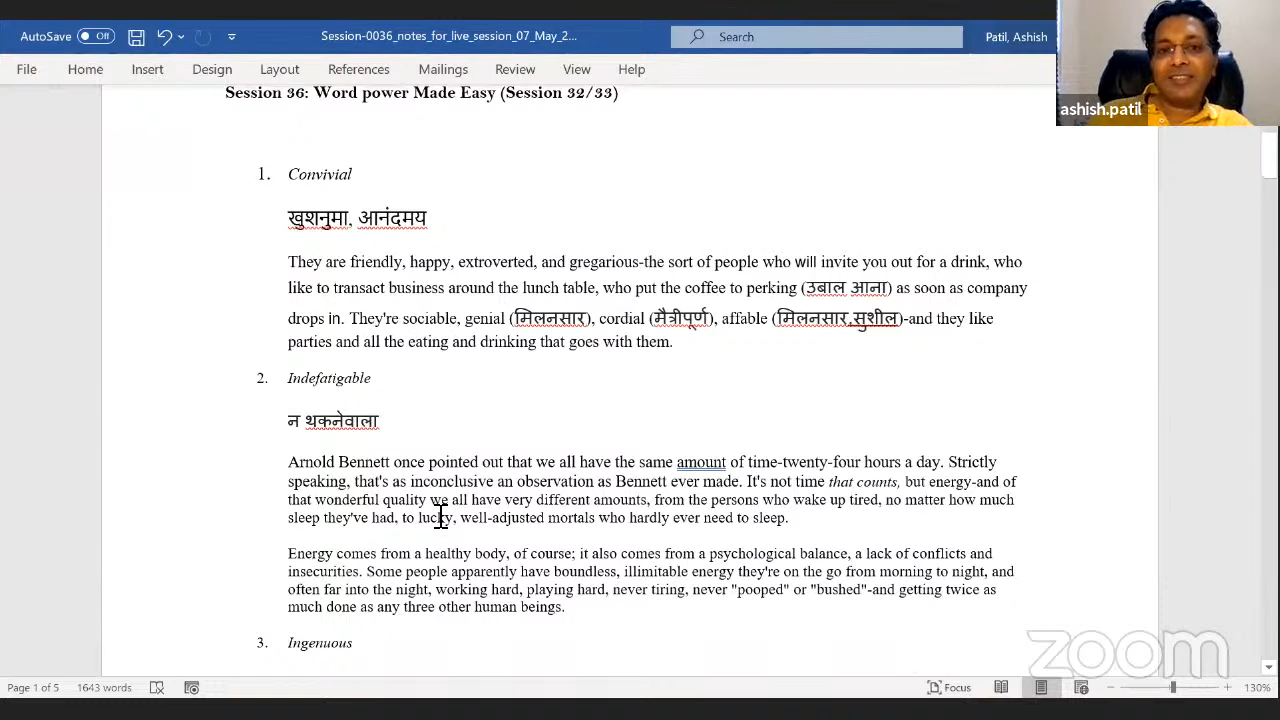 AutoSave Off Session-0036_notes_for_live_session_07_May_2... Search Patil, Ashish
File Home Insert Design Layout References Mailings Review View Help
ashish.patil
Session 36: Word power Made Easy (Session 32/33)
1. Convivial
खुशनुमा, आनंदमय
They are friendly, happy, extroverted, and gregarious-the sort of people who will invite you out for a drink, who
like to transact business around the lunch table, who put the coffee to perking (उबाल आना) as soon as company
drops in. They're sociable, genial (मिलनसार), cordial (मैत्रीपूर्ण), affable (मिलनसार,सुशील)-and they like
parties and all the eating and drinking that goes with them.
2. Indefatigable
न थकनेवाला
Arnold Bennett once pointed out that we all have the same amount of time-twenty-four hours a day. Strictly
speaking, that's as inconclusive an observation as Bennett ever made. It's not time that counts, but energy-and of
that wonderful quality we all have very different amounts, from the persons who wake up tired, no matter how much
sleep they've had, to lucky, well-adjusted mortals who hardly ever need to sleep.
Energy comes from a healthy body, of course; it also comes from a psychological balance, a lack of conflicts and
insecurities. Some people apparently have boundless, illimitable energy they're on the go from morning to night, and
often far into the night, working hard, playing hard, never tiring, never "pooped" or "bushed"-and getting twice as
much done as any three other human beings.
3. Ingenuous
zoom
Page 1 of 5 1643 words Focus 130%